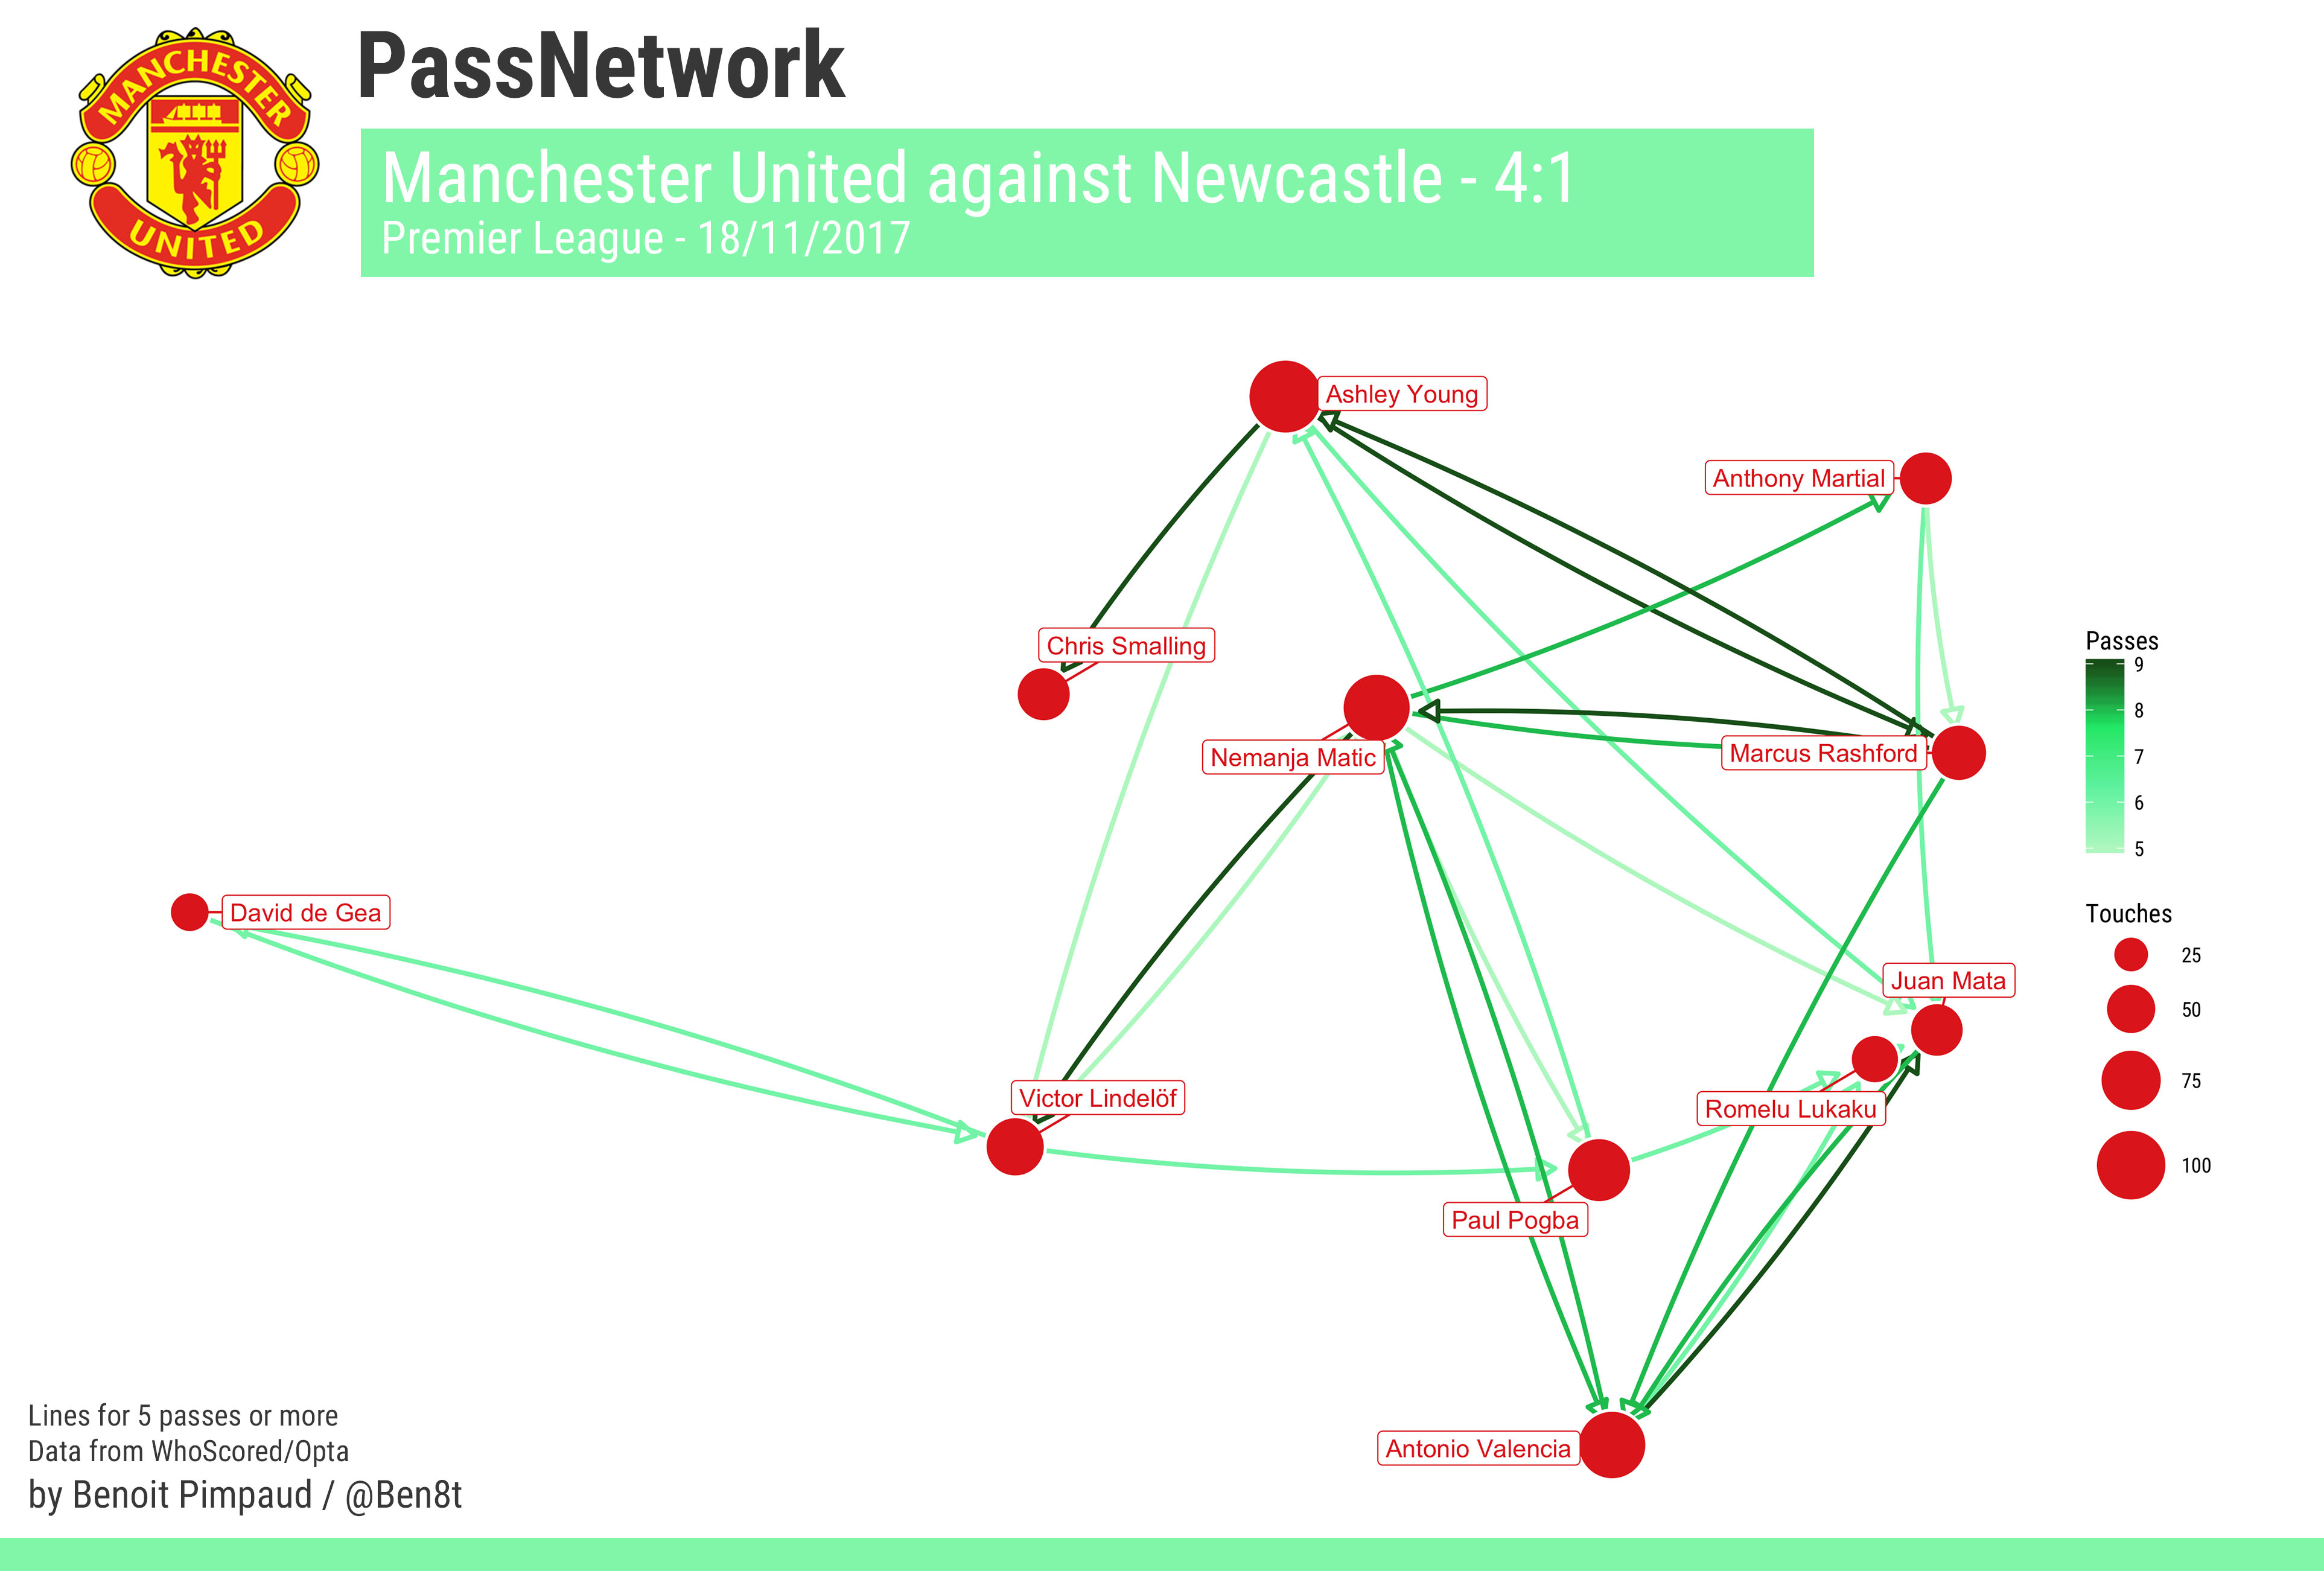 MANCHESTER
UNITED
PassNetwork
Manchester United against Newcastle - 4:1
Premier League - 18/11/2017
Ashley Young
Anthony Martial
Chris Smalling
Nemanja Matic
Marcus Rashford
David de Gea
Juan Mata
Victor Lindelöf
Romelu Lukaku
Paul Pogba
Antonio Valencia
Passes
9
8
7
6
5
Touches
25
50
75
100
Lines for 5 passes or more
Data from WhoScored/Opta
by Benoit Pimpaud / @Ben8t